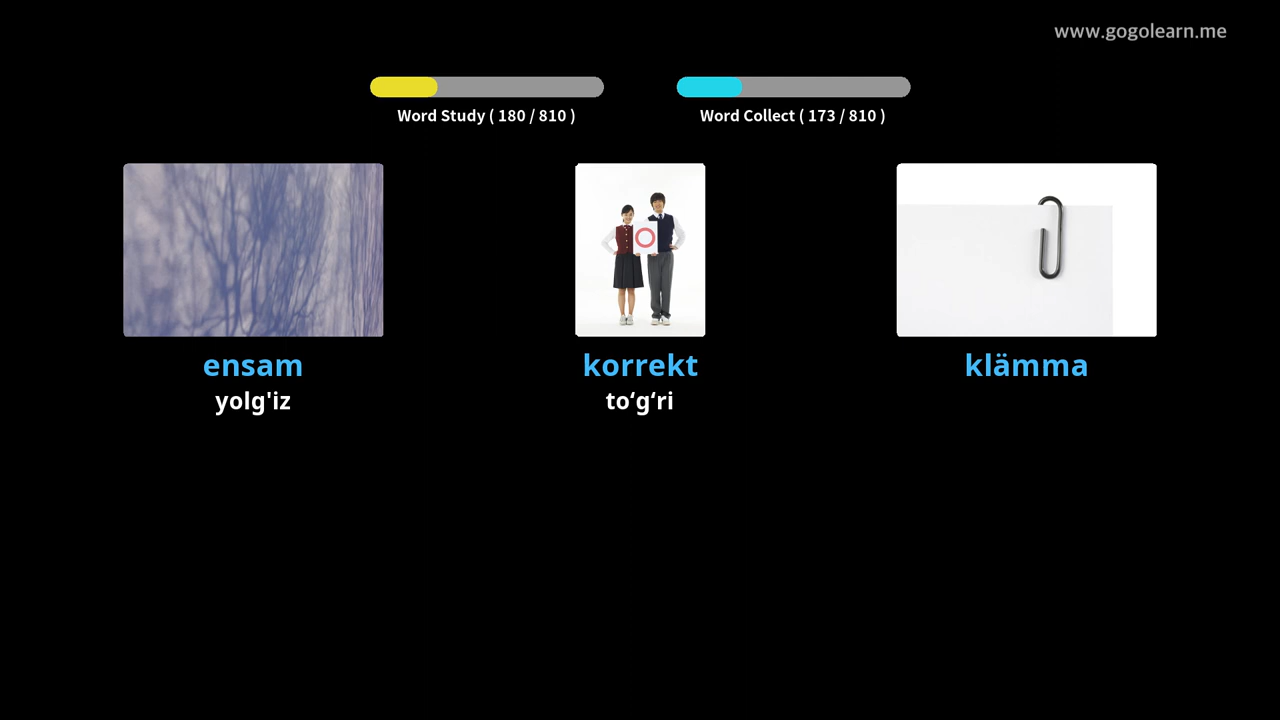 www.gogolearn.me
Word Study ( 180 / 810 )
Word Collect ( 173 / 810 )
ensam
yolg'iz
korrekt
to‘g‘ri
klämma